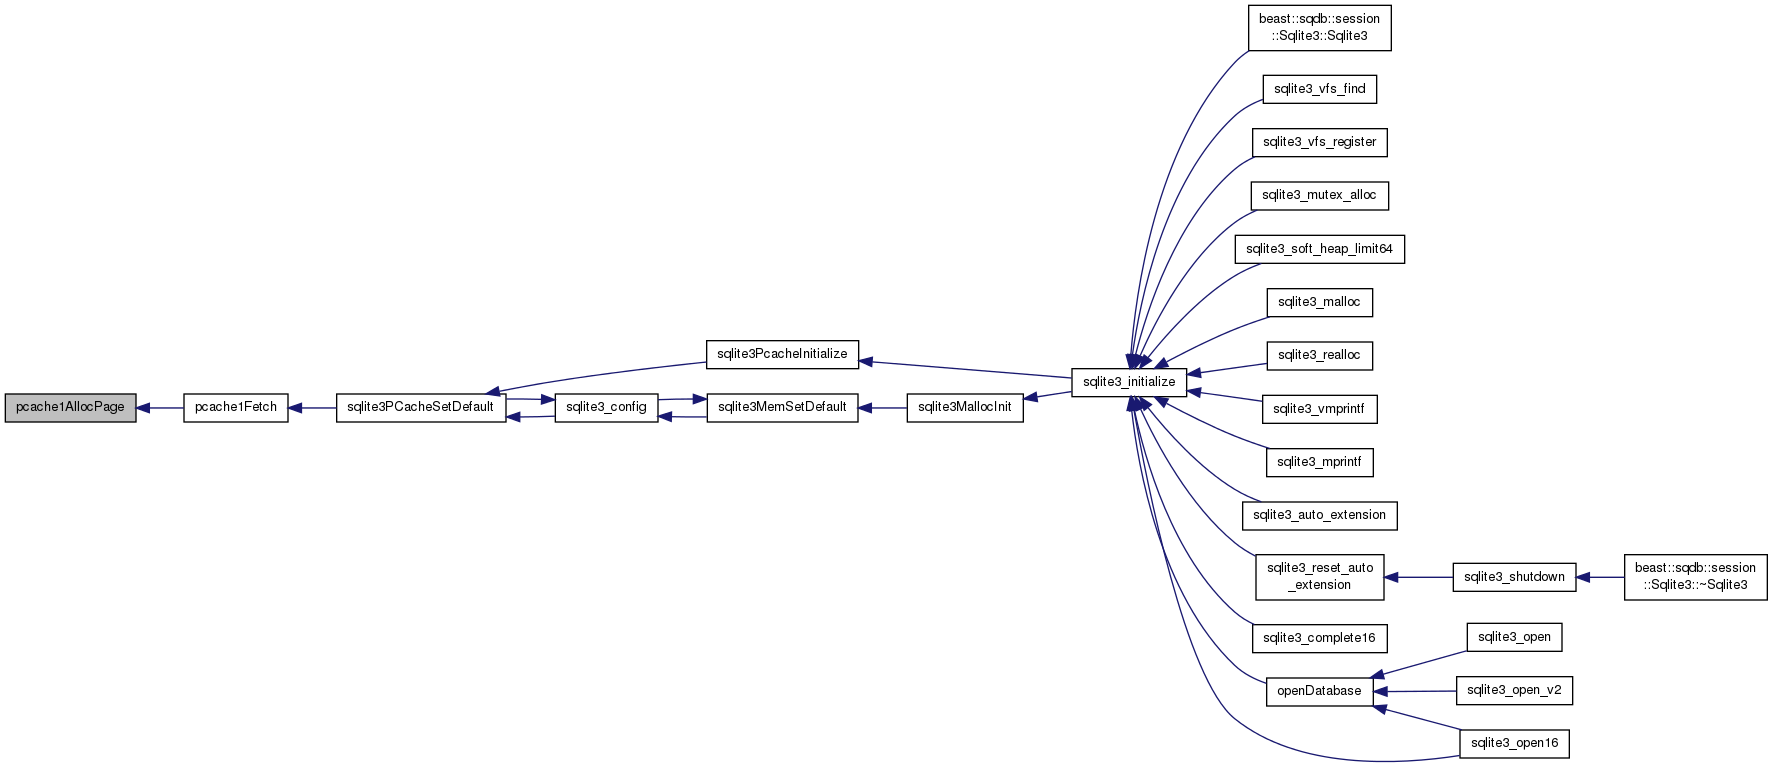 beast::sqdb::session
::Sqlite3::Sqlite3
sqlite3_vfs_find
sqlite3_vfs_register
sqlite3_mutex_alloc
sqlite3_soft_heap_limit64
sqlite3_malloc
sqlite3PcacheInitialize
sqlite3_realloc
sqlite3_initialize
pcache1AllocPage
pcache1Fetch
sqlite3PCacheSetDefault
sqlite3_config
sqlite3MemSetDefault
sqlite3MallocInit
sqlite3_vmprintf
sqlite3_mprintf
sqlite3_auto_extension
sqlite3_reset_auto
_extension
sqlite3_shutdown
beast::sqdb::session
::Sqlite3::~Sqlite3
sqlite3_complete16
sqlite3_open
openDatabase
sqlite3_open_v2
sqlite3_open16